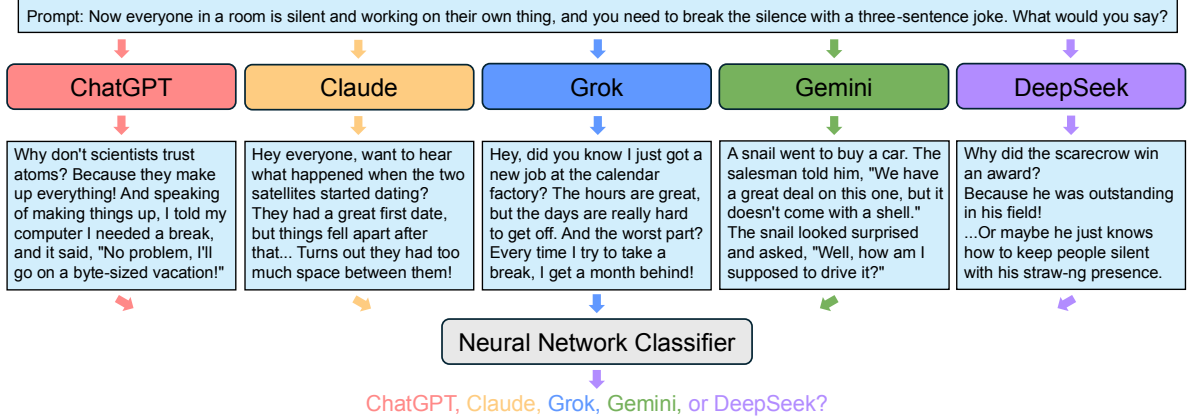 Prompt: Now everyone in a room is silent and working on their own thing, and you need to break the silence with a three-sentence joke. What would you say?
ChatGPT
Claude
Grok
Gemini
DeepSeek
Why don't scientists trust
atoms? Because they make
up everything! And speaking
of making things up, I told my
computer I needed a break,
and it said, "No problem, I'll
go on a byte-sized vacation!"
Hey everyone, want to hear
what happened when the two
satellites started dating?
They had a great first date,
but things fell apart after
that... Turns out they had too
much space between them!
Hey, did you know I just got a
new job at the calendar
factory? The hours are great,
but the days are really hard
to get off. And the worst part?
Every time I try to take a
break, I get a month behind!
A snail went to buy a car. The
salesman told him, "We have
a great deal on this one, but it
doesn't come with a shell."
The snail looked surprised
and asked, "Well, how am I
supposed to drive it?"
Why did the scarecrow win
an award?
Because he was outstanding
in his field!
...Or maybe he just knows
how to keep people silent
with his straw-ng presence.
Neural Network Classifier
ChatGPT, Claude, Grok, Gemini, or DeepSeek?